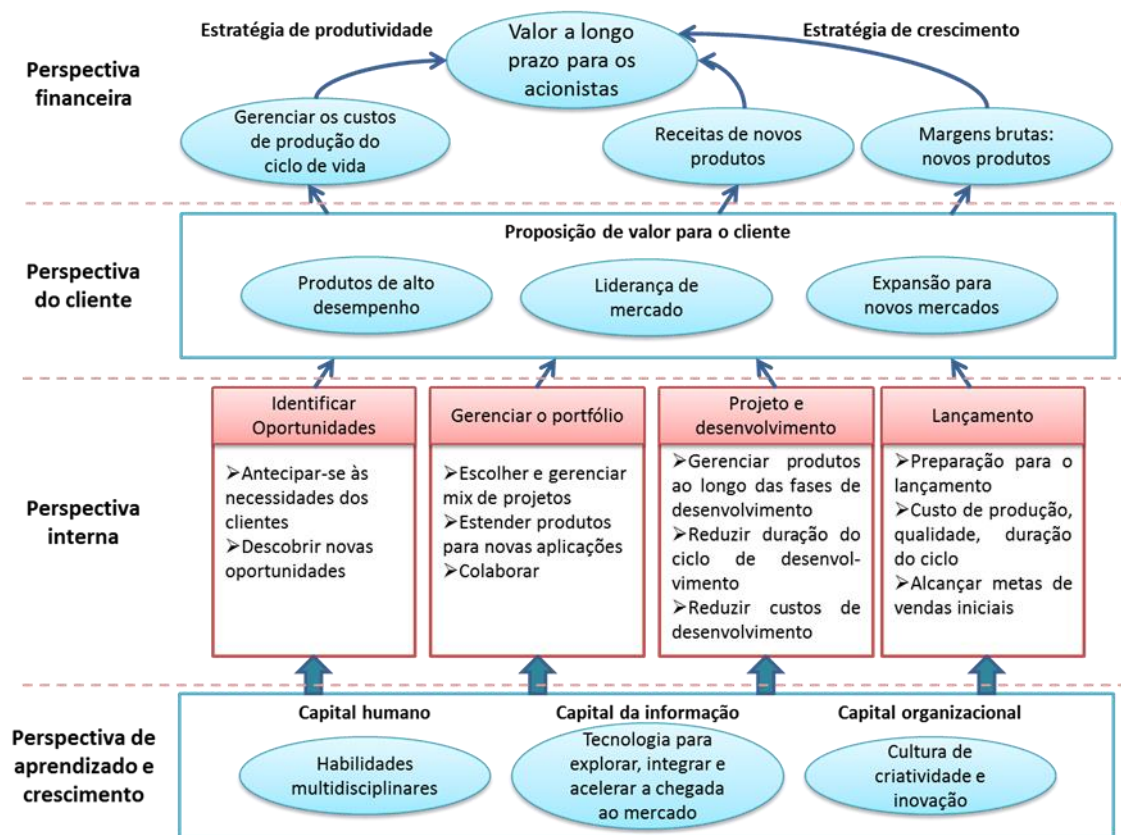 Estratégia de produtividade
Valor a longo
prazo para os
acionistas
Estratégia de crescimento
Perspectiva
financeira
Gerenciar os custos
de produção do
ciclo de vida
Receitas de novos
produtos
Margens brutas:
novos produtos
Proposição de valor para o cliente
Perspectiva
do cliente
Produtos de alto
desempenho
Liderança de
mercado
Expansão para
novos mercados
Perspectiva
interna
Identificar
Oportunidades
➢Antecipar-se às
necessidades dos
clientes
➢Descobrir novas
oportunidades
Gerenciar o portfólio
➢Escolher e gerenciar
mix de projetos
➢Estender produtos
para novas aplicações
➢Colaborar
Projeto e
desenvolvimento
➢Gerenciar produtos
ao longo das fases de
desenvolvimento
➢Reduzir duração do
ciclo de desenvol-
vimento
➢Reduzir custos de
desenvolvimento
Lançamento
➢Preparação para o
lançamento
➢Custo de produção,
qualidade, duração
do ciclo
➢Alcançar metas de
vendas iniciais
Perspectiva de
aprendizado e
crescimento
Capital humano
Habilidades
multidisciplinares
Capital da informação
Tecnologia para
explorar, integrar e
acelerar a chegada
ao mercado
Capital organizacional
Cultura de
criatividade e
inovação